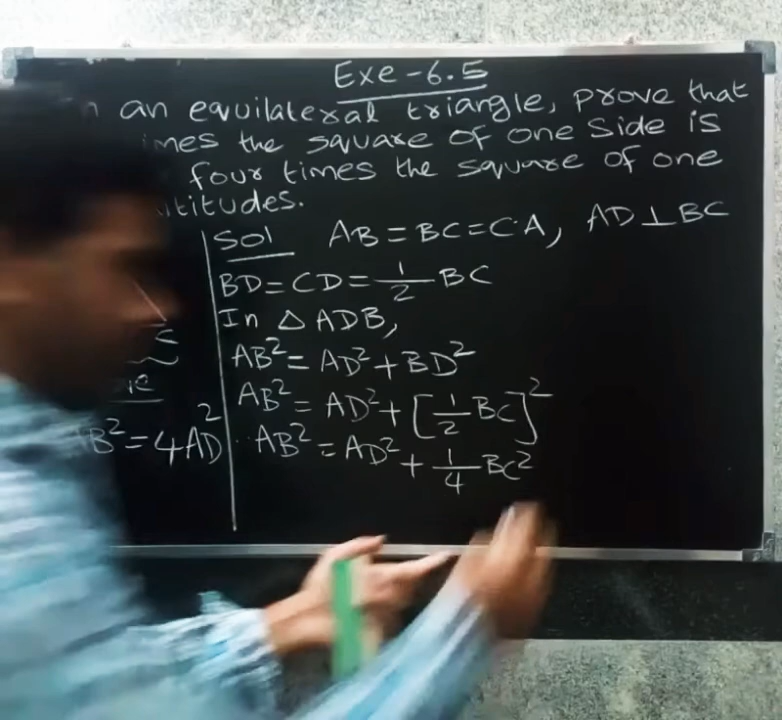 Exe-6.5
an equilateral triangle, prove that
the square of one side is
four times the square of one
Sol AB = BC = CA, AD ⊥ BC
BD = CD = 1/2 BC
In △ ADB,
AB² = AD² + BD²
AB² = AD² + [1/2 BC]²
B² = 4AD²
AB² = AD² + 1/4 BC²